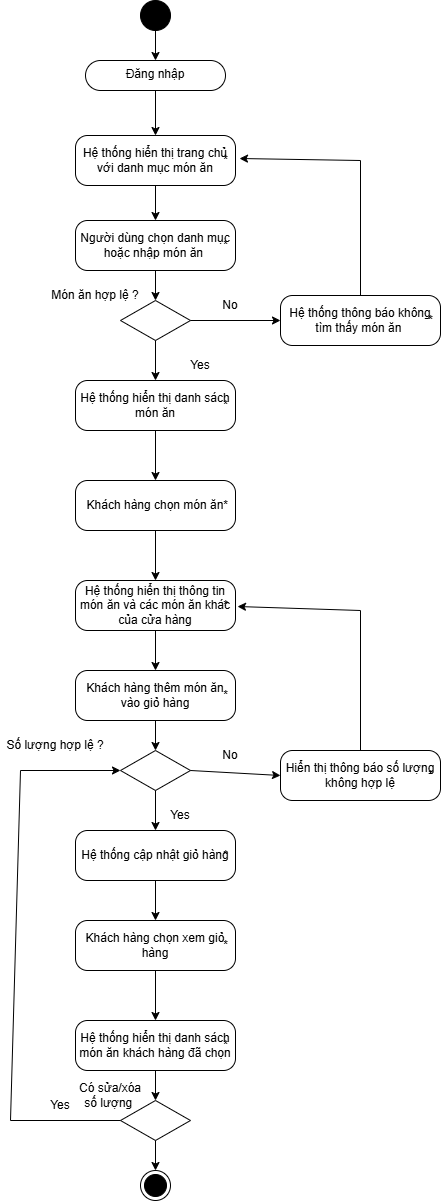 Đăng nhập
Hệ thống hiển thị trang chủ
với danh mục món ăn
*
Người dùng chọn danh mục
hoặc nhập món ăn
*
Món ăn hợp lệ ?
No
Hệ thống thông báo không
tìm thấy món ăn
*
Yes
Hệ thống hiển thị danh sách
món ăn
*
Khách hàng chọn món ăn*
Hệ thống hiển thị thông tin
món ăn và các món ăn khác
của cửa hàng
*
Khách hàng thêm món ăn
vào giỏ hàng
*
Số lượng hợp lệ ?
No
Hiển thị thông báo số lượng
không hợp lệ
*
Yes
Hệ thống cập nhật giỏ hàng
*
Khách hàng chọn xem giỏ
hàng
*
Hệ thống hiển thị danh sách
món ăn khách hàng đã chọn
*
Có sửa/xóa
số lượng
Yes